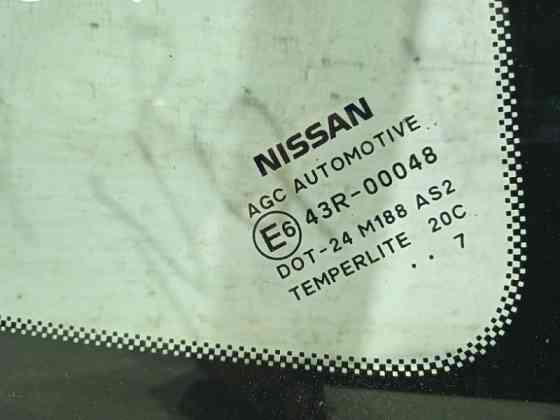 NISSAN
AGC AUTOMOTIVE..
E6 43R-00048
DOT-24 M188 AS2
TEMPERLITE 20C
. . 7